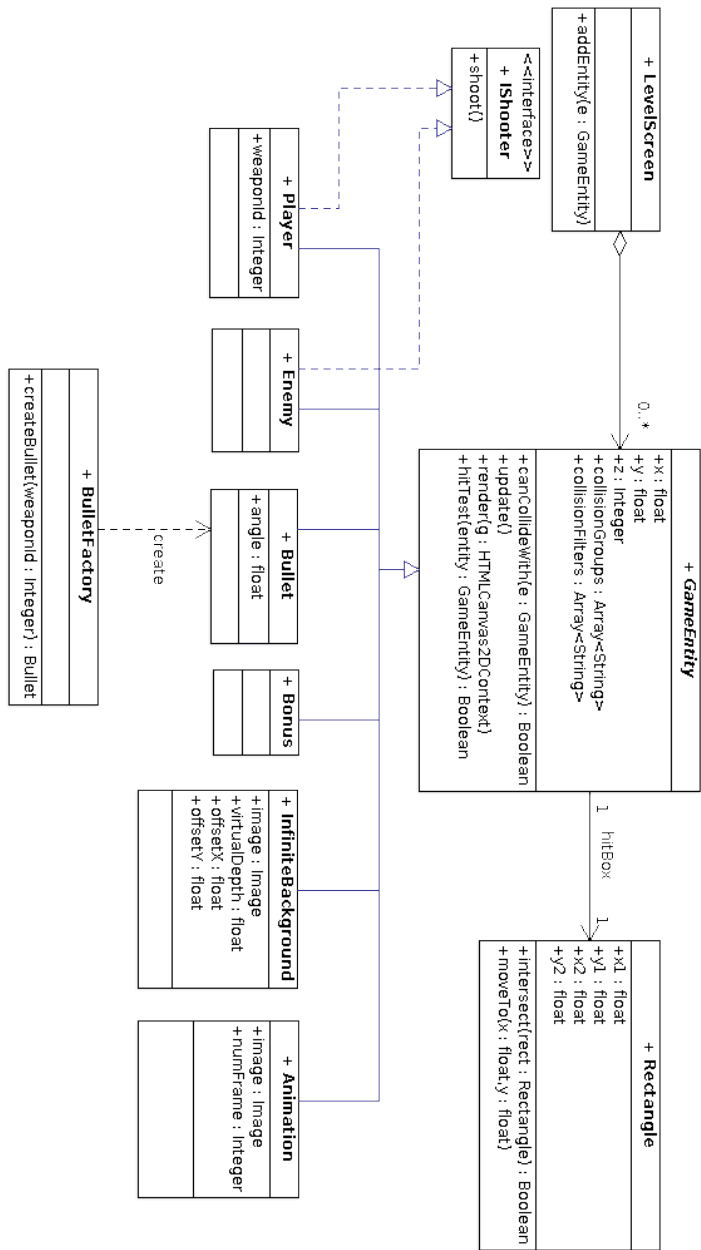 + LevelScreen
+addEntity(e : GameEntity)
<<interface>>
+ IShooter
+shoot()
0..*
+ GameEntity
+x : float
+y : float
+z : Integer
+collisionGroups : Array<String>
+collisionFilters : Array<String>
+canCollideWith(e : GameEntity) : Boolean
+update()
+render(g : HTMLCanvas2DContext)
+hitTest(entity : GameEntity) : Boolean
1
hitBox
1
+ Rectangle
+x1 : float
+y1 : float
+x2 : float
+y2 : float
+intersect(rect : Rectangle) : Boolean
+moveTo(x : float,y : float)
+ Player
+weaponId : Integer
+ Enemy
+ Bullet
+angle : float
+ Bonus
+ InfiniteBackground
+image : Image
+virtualDepth : float
+offsetX : float
+offsetY : float
+ Animation
+image : Image
+numFrame : Integer
create
+ BulletFactory
+createBullet(weaponId : Integer) : Bullet